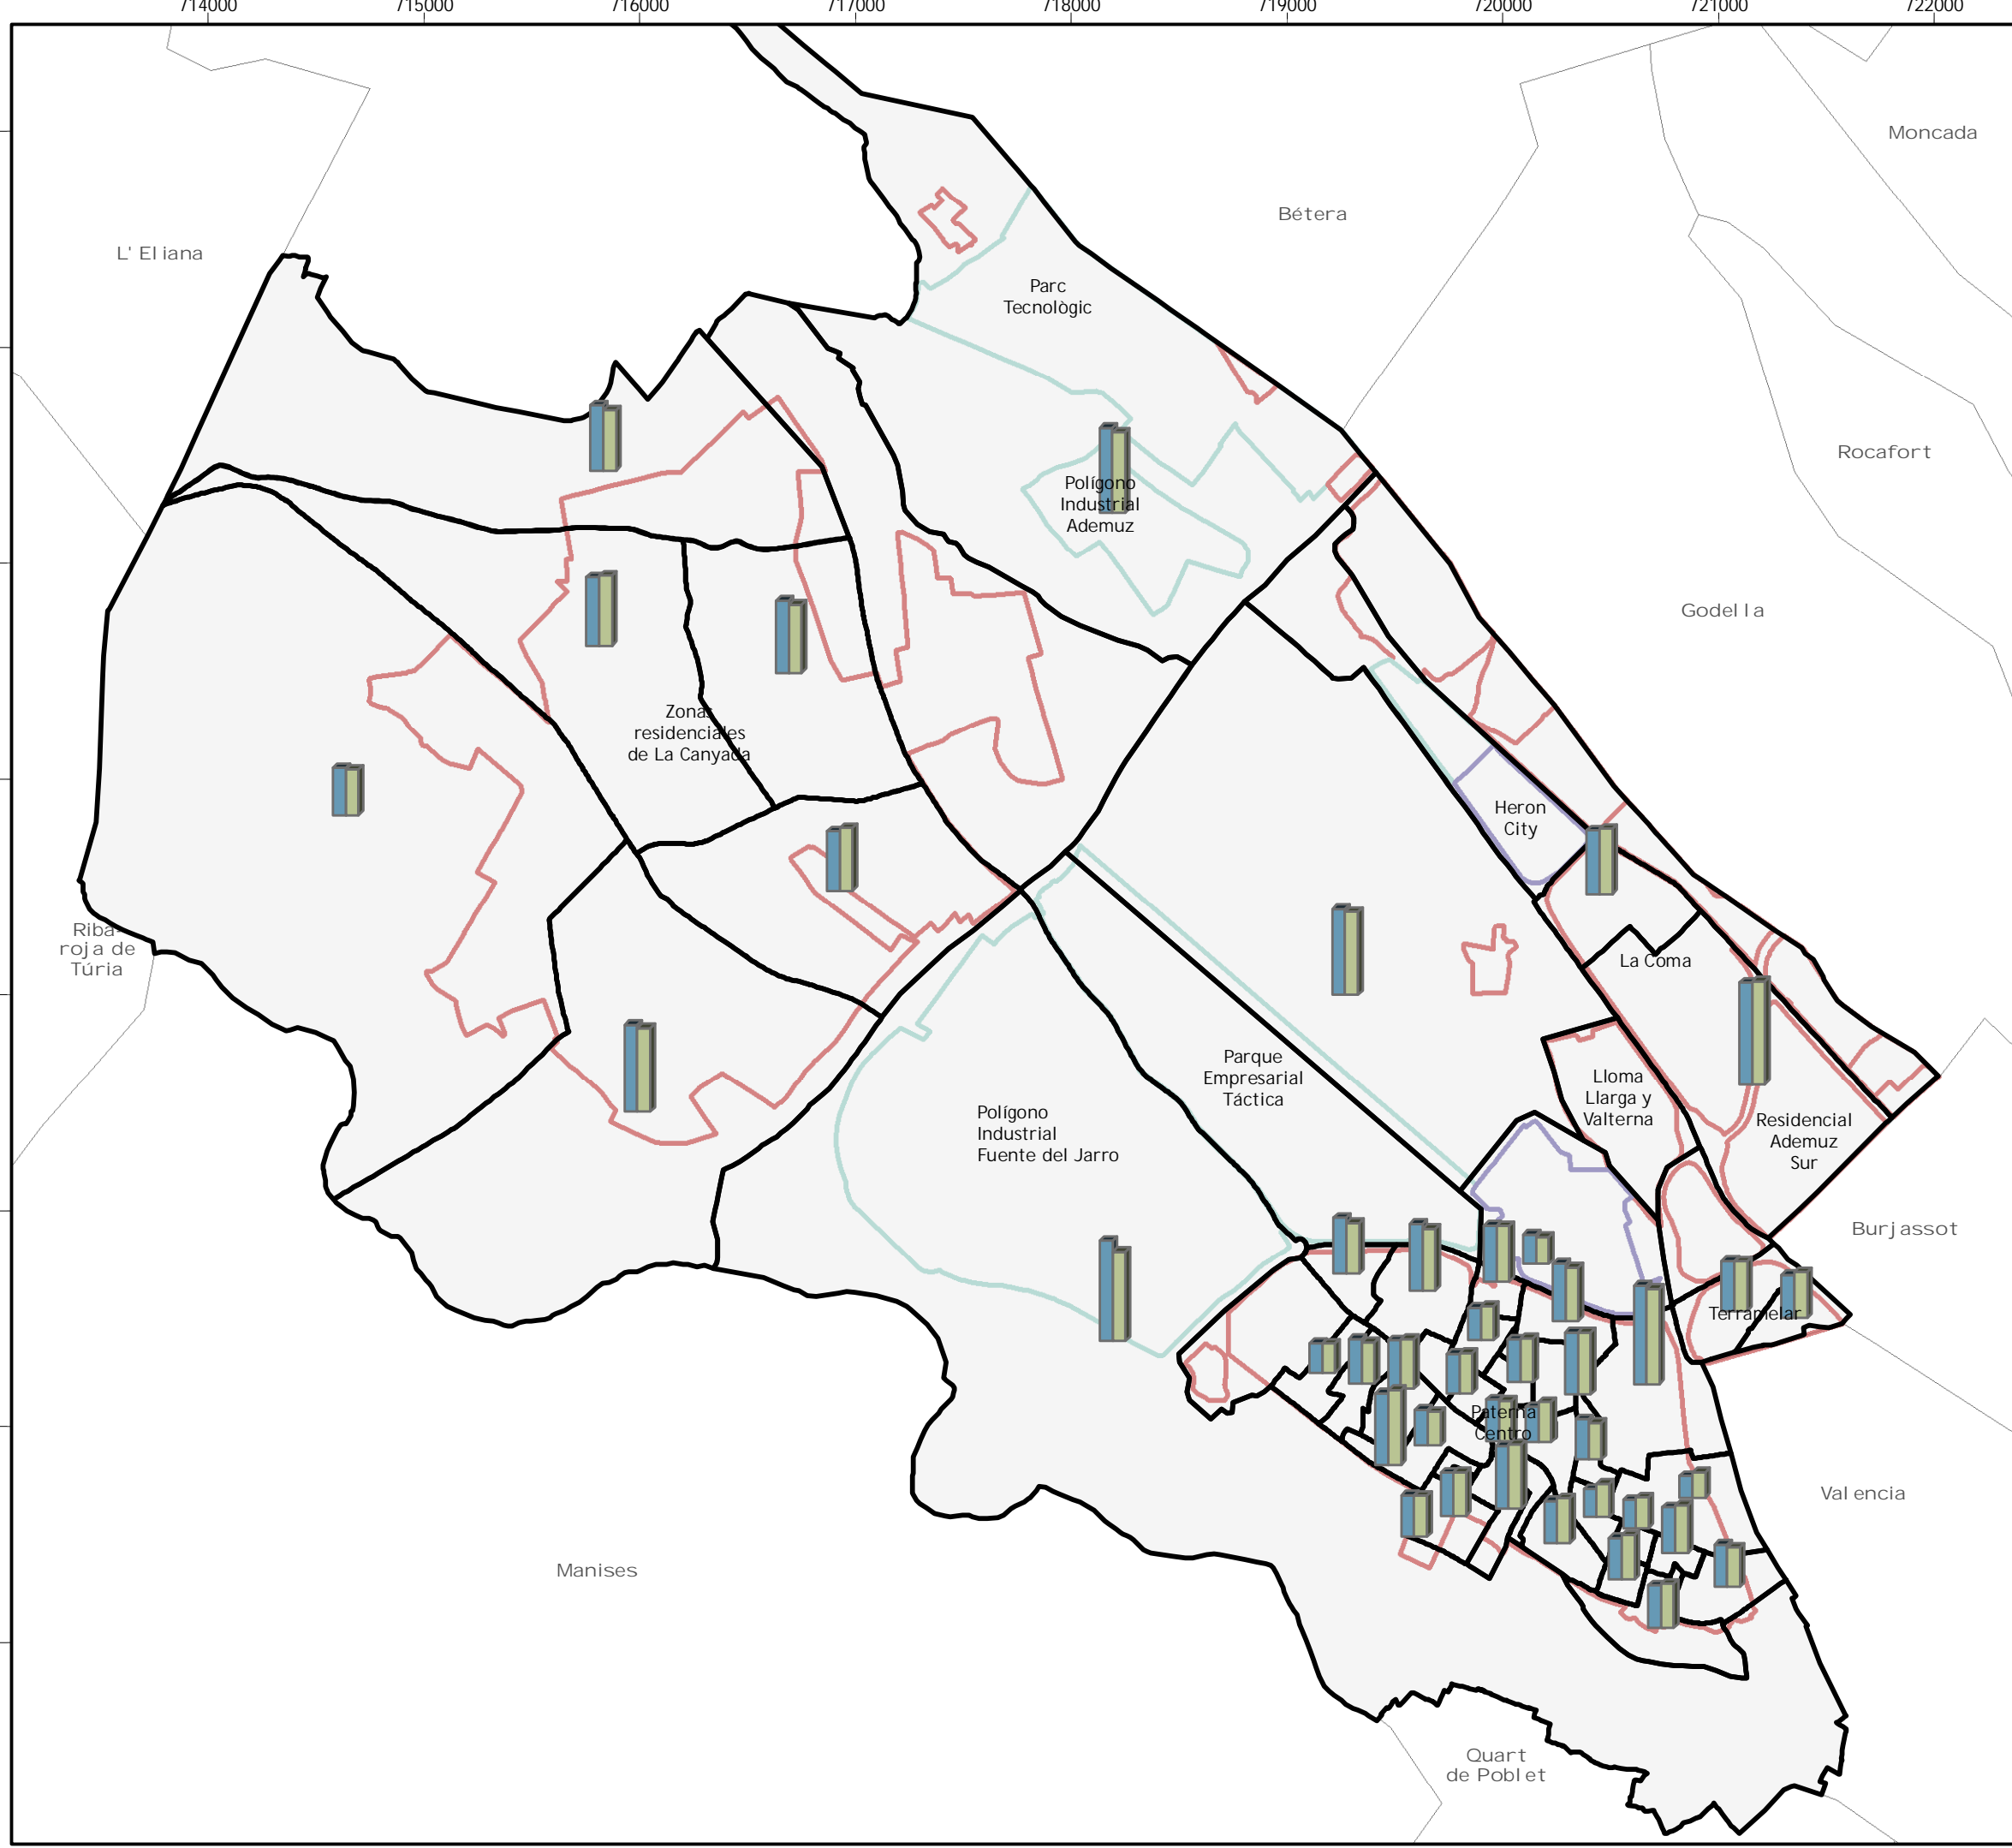 714000 715000 716000 717000 718000 719000 720000 721000 722000
Moncada
Bétera
L'Eliana
Parc
Tecnològic
Rocafort
Polígono
Industrial
Ademuz
Godella
Zonas
residenciales
de La Canyada
Heron
City
Riba-
roja de
Túria
La Coma
Parque
Empresarial
Táctica
Lloma
Llarga y
Valterna
Polígono
Industrial
Fuente del Jarro
Residencial
Ademuz
Sur
Burjassot
Terramelar
Paterna
Centro
Valencia
Manises
Quart
de Poblet